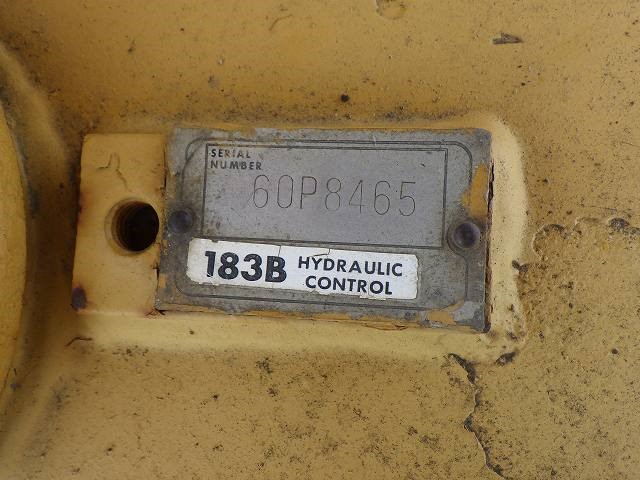 SERIAL
NUMBER
60P8465
183B HYDRAULIC
CONTROL